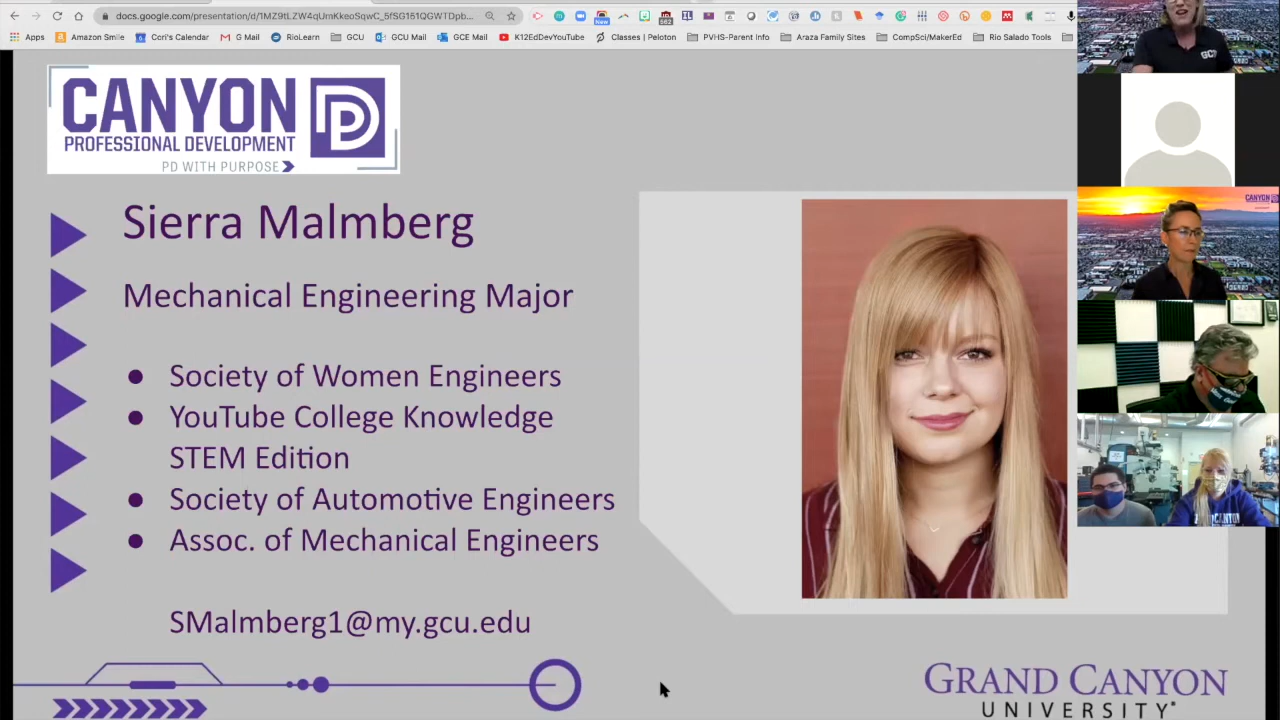 docs.google.com/presentation/d/1MZ9tLZW4qUmKkeoSqwC_5fSG151QGWTDpb...
Apps Amazon Smile Corri's Calendar G Mail RioLearn GCU GCU Mail GCE Mail K12EdDevYouTube Classes | Peloton PVHS-Parent Info Araza Family Sites CompSci/MakerEd Rio Salado Tools
CANYON
PROFESSIONAL DEVELOPMENT
PD WITH PURPOSE
Sierra Malmberg
Mechanical Engineering Major
● Society of Women Engineers
● YouTube College Knowledge
STEM Edition
● Society of Automotive Engineers
● Assoc. of Mechanical Engineers
SMalmberg1@my.gcu.edu
GRAND CANYON
UNIVERSITY
CANYON